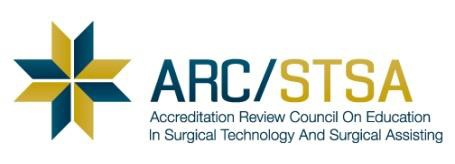 ARC/STSA
Accreditation Review Council On Education
In Surgical Technology And Surgical Assisting